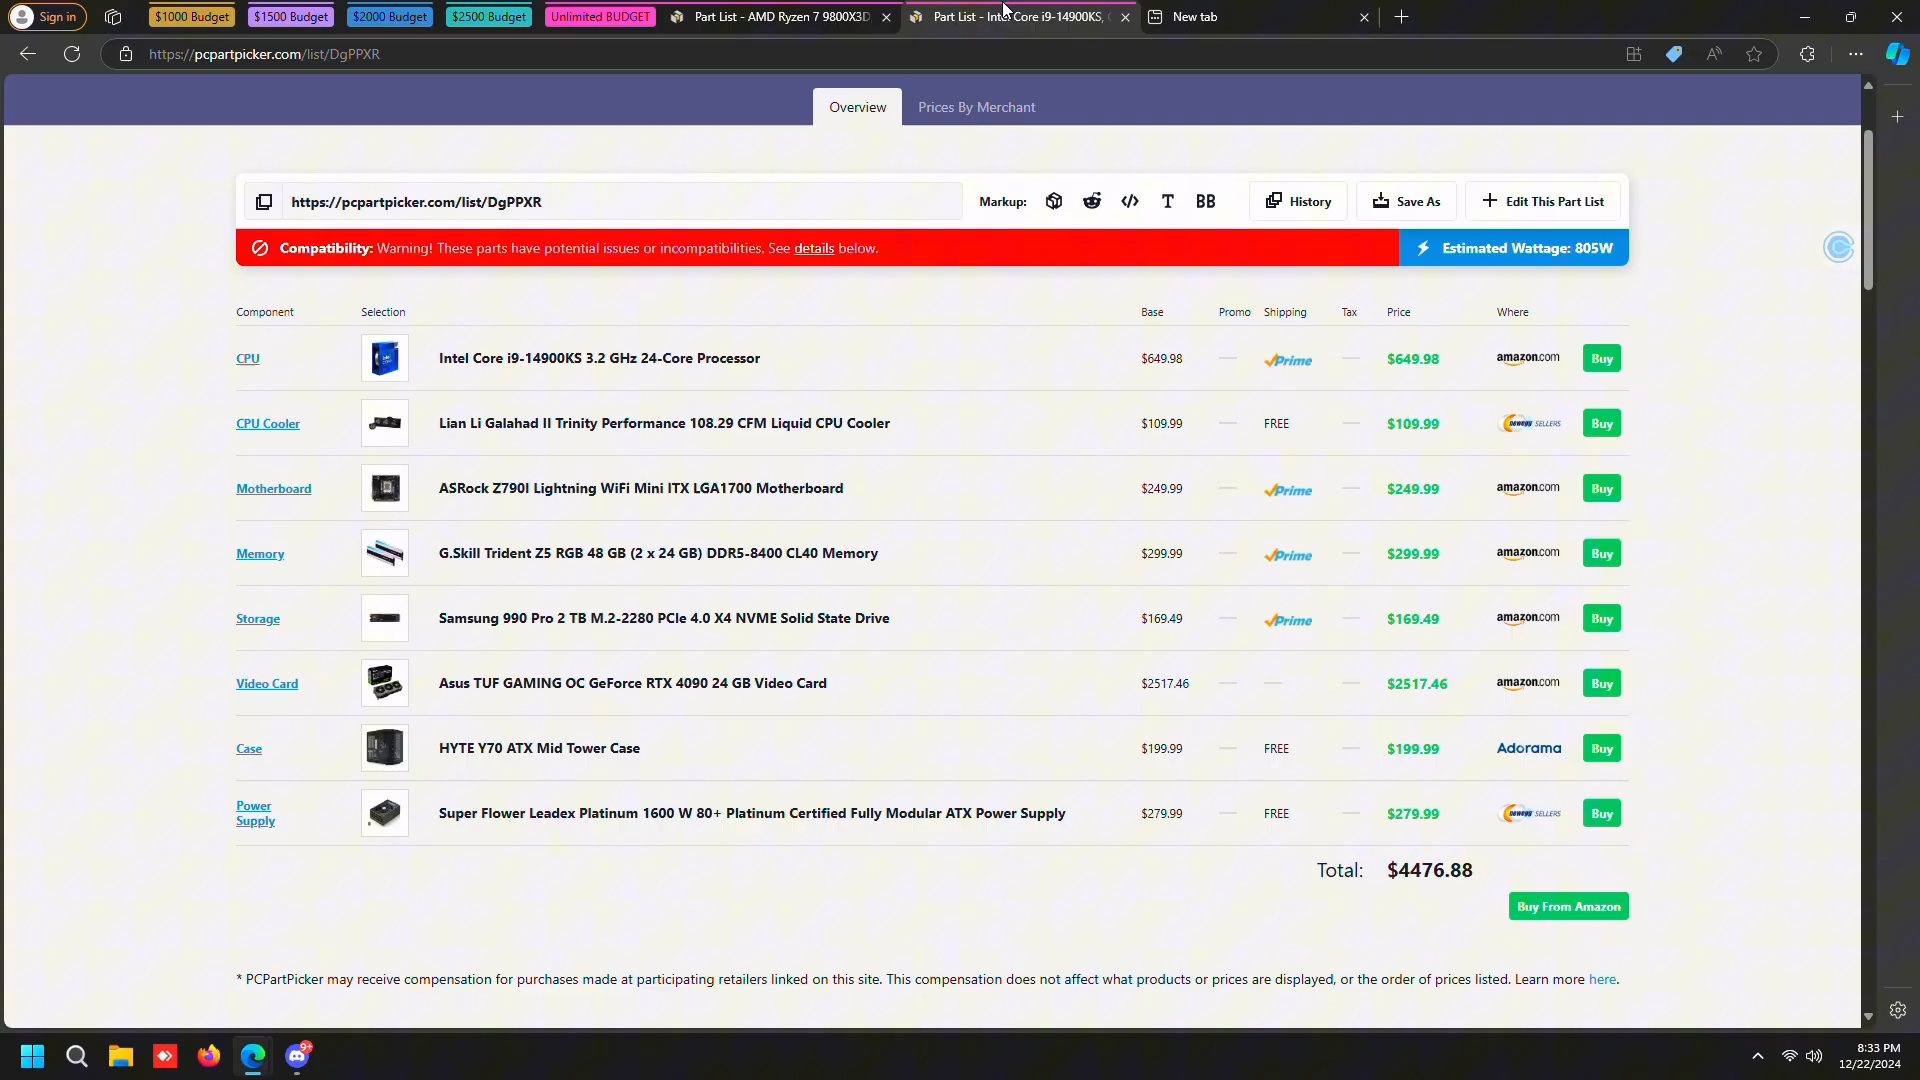 Sign in
$1000 Budget
$1500 Budget
$2000 Budget
$2500 Budget
Unlimited BUDGET
Part List - AMD Ryzen 7 9800X3D,
Part List - Intel Core i9-14900KS,
New tab
https://pcpartpicker.com/list/DgPPXR
Overview
Prices By Merchant
https://pcpartpicker.com/list/DgPPXR
Markup:
T
BB
History
Save As
Edit This Part List
Compatibility: Warning! These parts have potential issues or incompatibilities. See details below.
Estimated Wattage: 805W
Component Selection Base Promo Shipping Tax Price Where
CPU Intel Core i9-14900KS 3.2 GHz 24-Core Processor $649.98 — Prime — $649.98 amazon.com Buy
CPU Cooler Lian Li Galahad II Trinity Performance 108.29 CFM Liquid CPU Cooler $109.99 — FREE — $109.99 newegg SELLERS Buy
Motherboard ASRock Z790I Lightning WiFi Mini ITX LGA1700 Motherboard $249.99 — Prime — $249.99 amazon.com Buy
Memory G.Skill Trident Z5 RGB 48 GB (2 x 24 GB) DDR5-8400 CL40 Memory $299.99 — Prime — $299.99 amazon.com Buy
Storage Samsung 990 Pro 2 TB M.2-2280 PCIe 4.0 X4 NVME Solid State Drive $169.49 — Prime — $169.49 amazon.com Buy
Video Card Asus TUF GAMING OC GeForce RTX 4090 24 GB Video Card $2517.46 — — — $2517.46 amazon.com Buy
Case HYTE Y70 ATX Mid Tower Case $199.99 — FREE — $199.99 Adorama Buy
Power
Supply
Super Flower Leadex Platinum 1600 W 80+ Platinum Certified Fully Modular ATX Power Supply $279.99 — FREE — $279.99 newegg SELLERS Buy
Total: $4476.88
Buy From Amazon
* PCPartPicker may receive compensation for purchases made at participating retailers linked on this site. This compensation does not affect what products or prices are displayed, or the order of prices listed. Learn more here.
9+
8:33 PM
12/22/2024